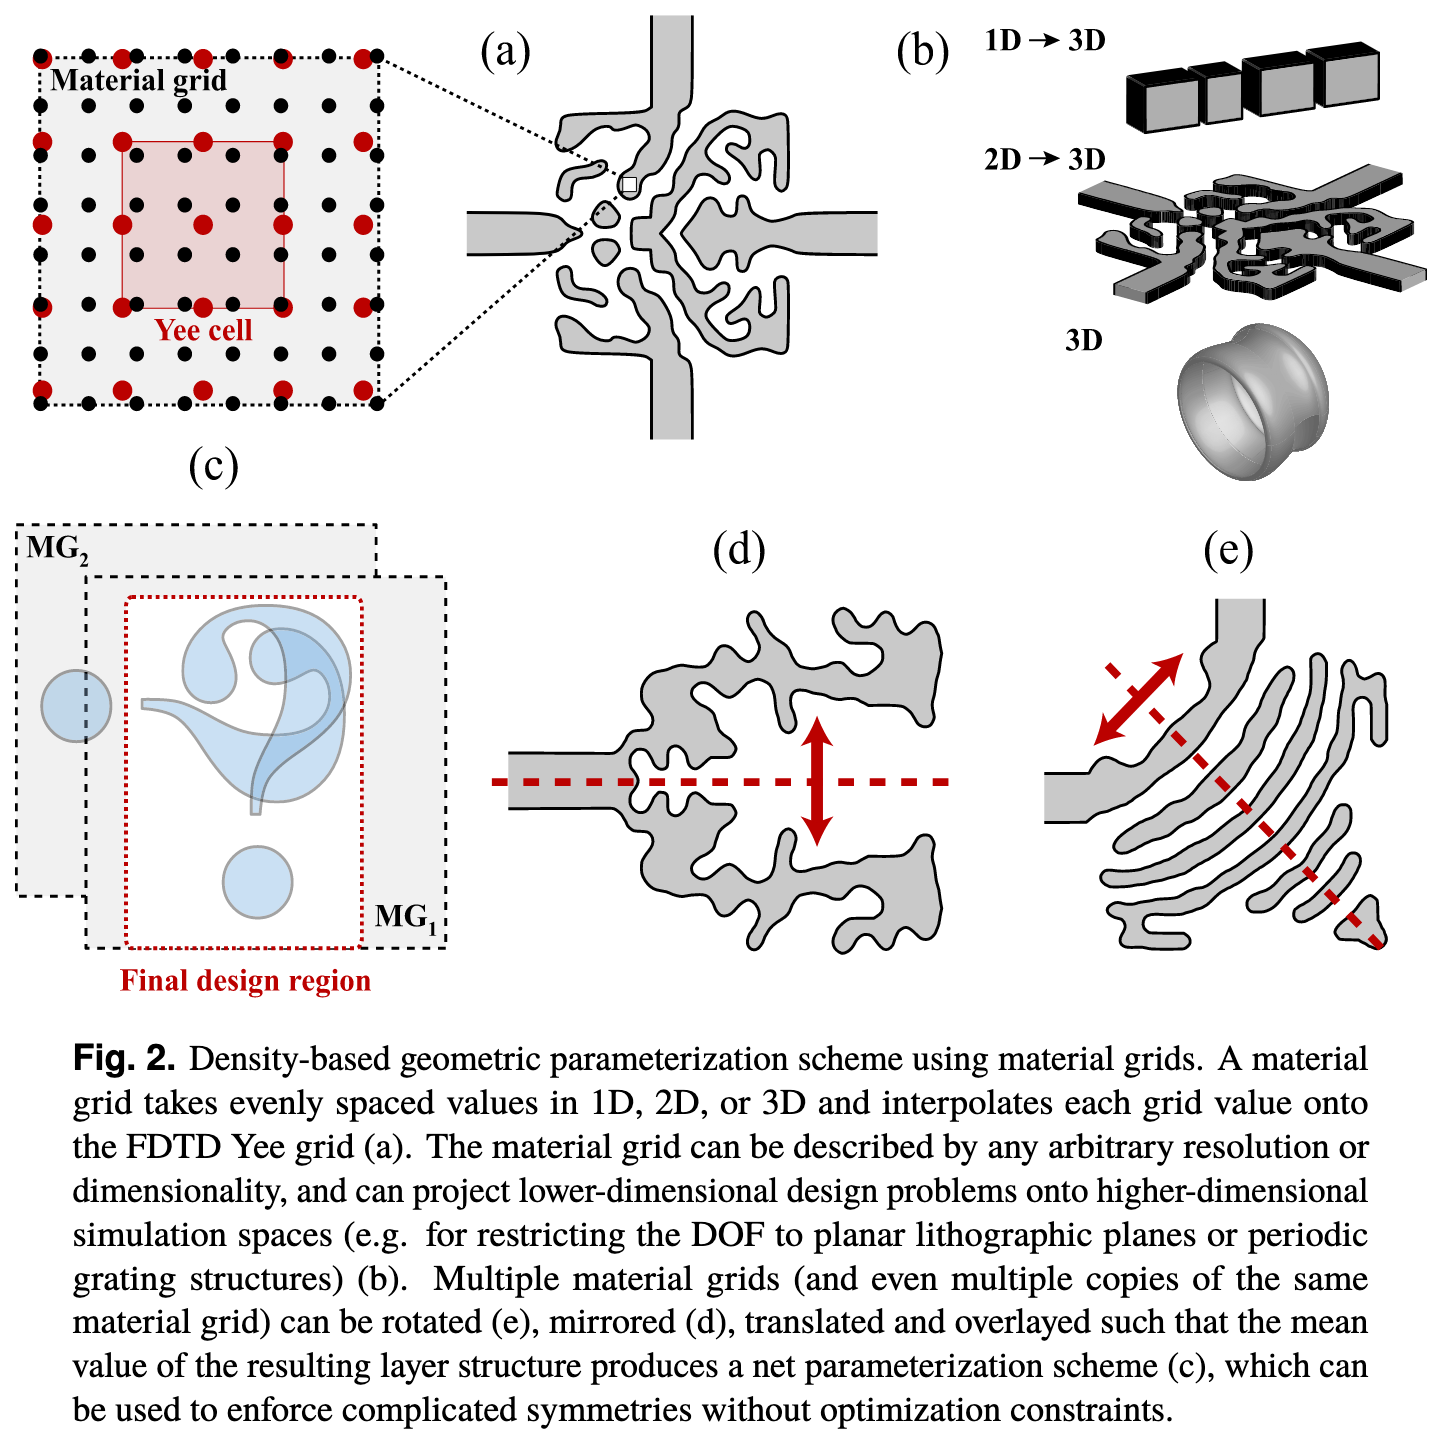 (a)
(b)
1D → 3D
Material grid
2D → 3D
Yee cell
3D
(c)
MG2
(d)
(e)
MG1
Final design region
Fig. 2. Density-based geometric parameterization scheme using material grids. A material
grid takes evenly spaced values in 1D, 2D, or 3D and interpolates each grid value onto
the FDTD Yee grid (a). The material grid can be described by any arbitrary resolution or
dimensionality, and can project lower-dimensional design problems onto higher-dimensional
simulation spaces (e.g. for restricting the DOF to planar lithographic planes or periodic
grating structures) (b). Multiple material grids (and even multiple copies of the same
material grid) can be rotated (e), mirrored (d), translated and overlayed such that the mean
value of the resulting layer structure produces a net parameterization scheme (c), which can
be used to enforce complicated symmetries without optimization constraints.